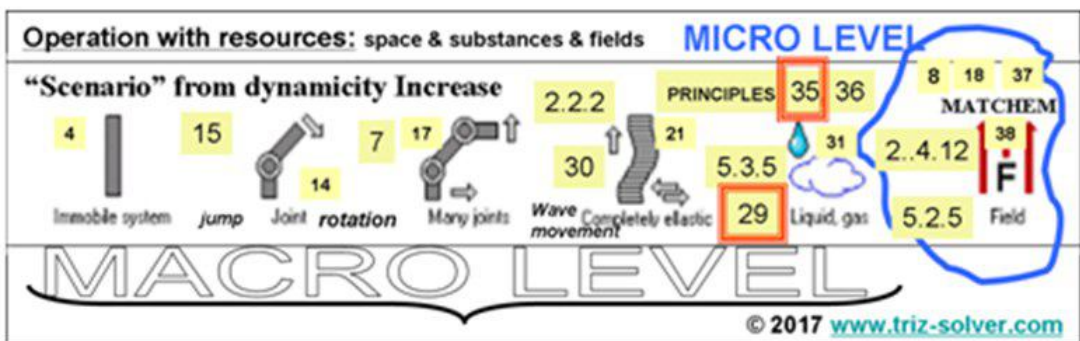 Operation with resources: space & substances & fields
MICRO LEVEL
"Scenario" from dynamicity Increase
PRINCIPLES 35 36
8 18 37
MATCHEM
4
15
14
7
17
2.2.2
30
21
5.3.5
29
31
2..4.12
38
F
5.2.5
Immobile system
jump
Joint
rotation
Many joints
Wave movement
Completely ellastic
Liquid, gas
Field
MACRO LEVEL
© 2017 www.triz-solver.com